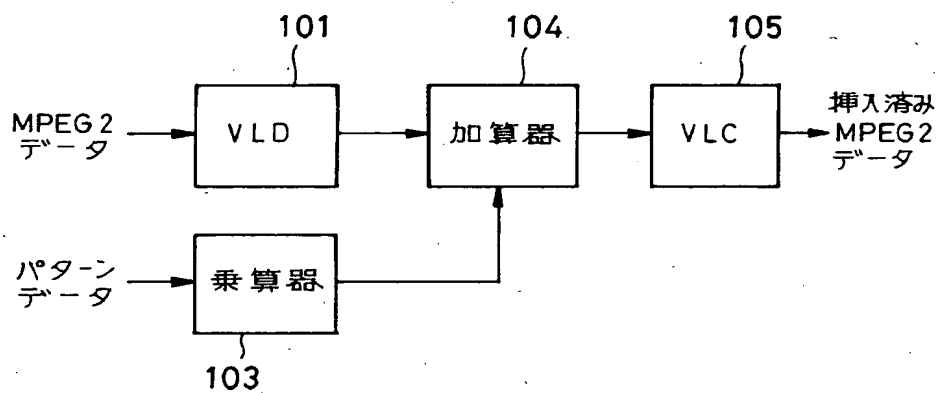 101
104
105
MPEG2
データ
VLD
加算器
VLC
挿入済み
MPEG2
データ
パターン
データ
乗算器
103